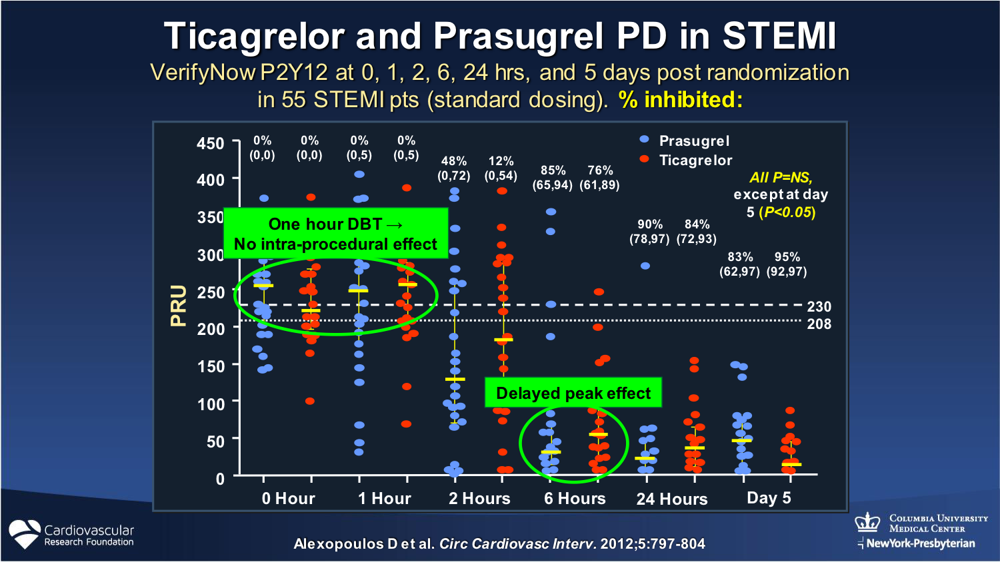 Ticagrelor and Prasugrel PD in STEMI
VerifyNow P2Y12 at 0, 1, 2, 6, 24 hrs, and 5 days post randomization
in 55 STEMI pts (standard dosing). % inhibited:
450
400
350
300
250
200
150
100
50
0
PRU
0%
(0,0)
0%
(0,0)
0%
(0,5)
0%
(0,5)
48%
(0,72)
12%
(0,54)
85%
(65,94)
76%
(61,89)
90%
(78,97)
84%
(72,93)
83%
(62,97)
95%
(92,97)
Prasugrel
Ticagrelor
All P=NS,
except at day
5 (P<0.05)
One hour DBT →
No intra-procedural effect
230
208
Delayed peak effect
0 Hour
1 Hour
2 Hours
6 Hours
24 Hours
Day 5
Cardiovascular
Research Foundation
Alexopoulos D et al. Circ Cardiovasc Interv. 2012;5:797-804
COLUMBIA UNIVERSITY
MEDICAL CENTER
NewYork-Presbyterian